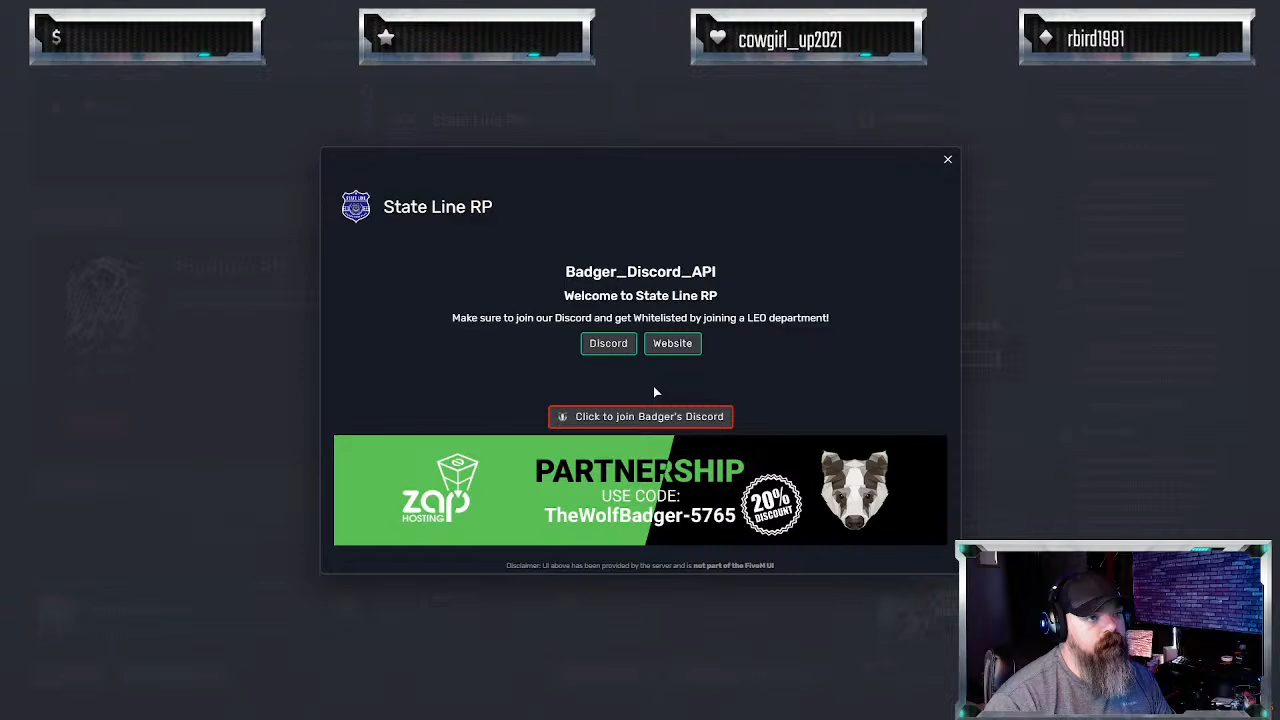 $
cowgirl_up2021
rbird1981
State Line RP
State Line RP
Badger_Discord_API
Welcome to State Line RP
Make sure to join our Discord and get Whitelisted by joining a LEO department!
Discord
Website
Click to join Badger's Discord
zap
HOSTING
PARTNERSHIP
USE CODE:
TheWolfBadger-5765
20%
DISCOUNT
Disclaimer: UI above has been provided by the server and is not part of the FiveM UI